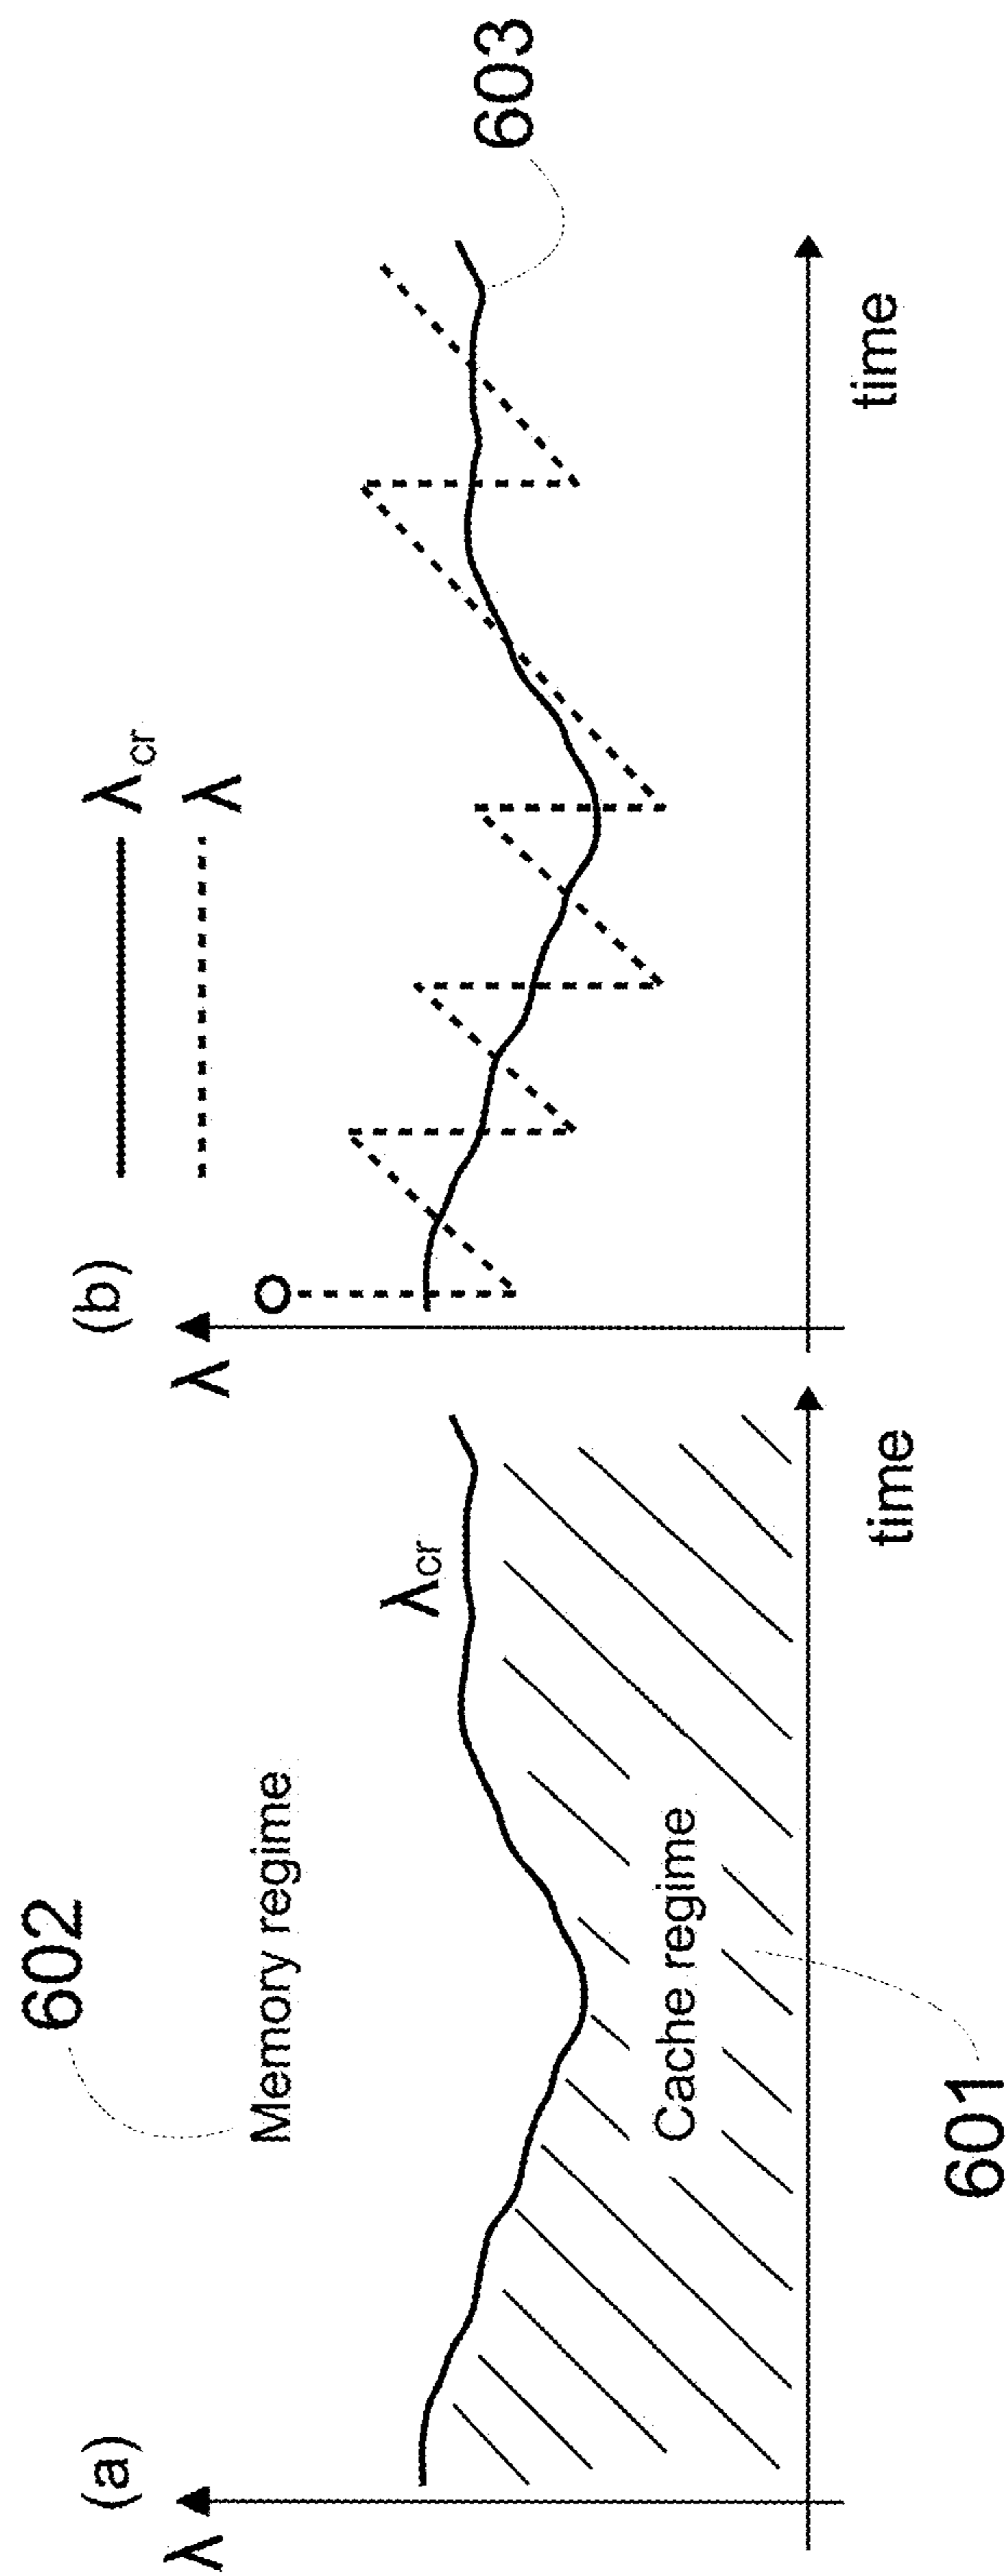 (a)
λ
602
Memory regime
λcr
Cache regime
601
time
(b)
λ
λcr
λ
603
time